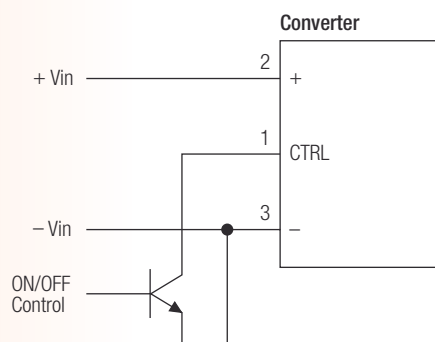 Converter
+ Vin
2
+
1
CTRL
– Vin
3
–
ON/OFF
Control